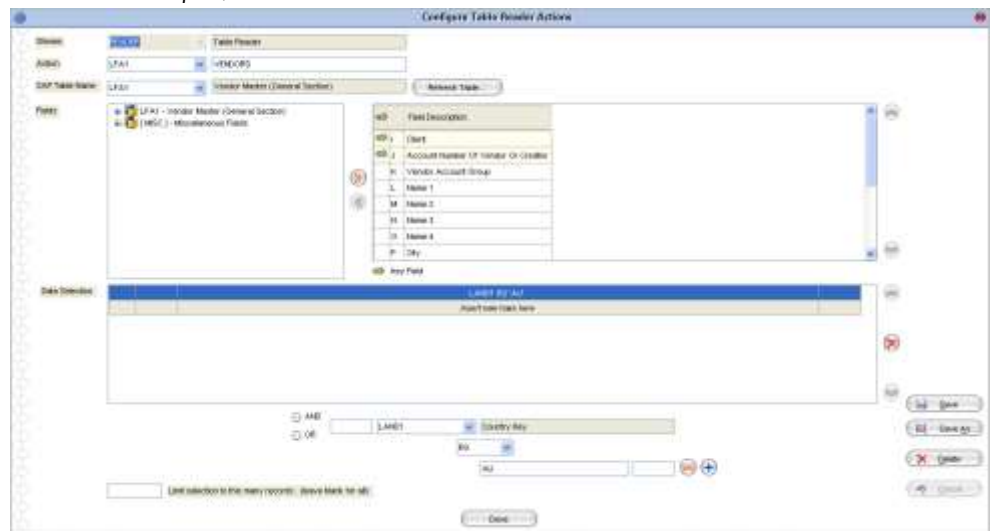 Configure Table Reader Actions
Table Reader
Action LFA1 VENDORS
SAP Table Name LFA1 Vendor Master (General Section) Refresh Table
Fields
LFA1 - Vendor Master (General Section)
(MISC.) - Miscellaneous Fields
Field Description
I Client
J Account Number Of Vendor Or Creditor
K Vendor Account Group
L Name 1
M Name 2
N Name 3
O Name 4
P City
Key Field
Data Selection
LAND1 EQ 'AU'
Insert new task here
AND
OR
LAND1 Country Key
EQ
AU
Limit selection to this many records: (leave blank for all)
Save
Save As
Delete
Done